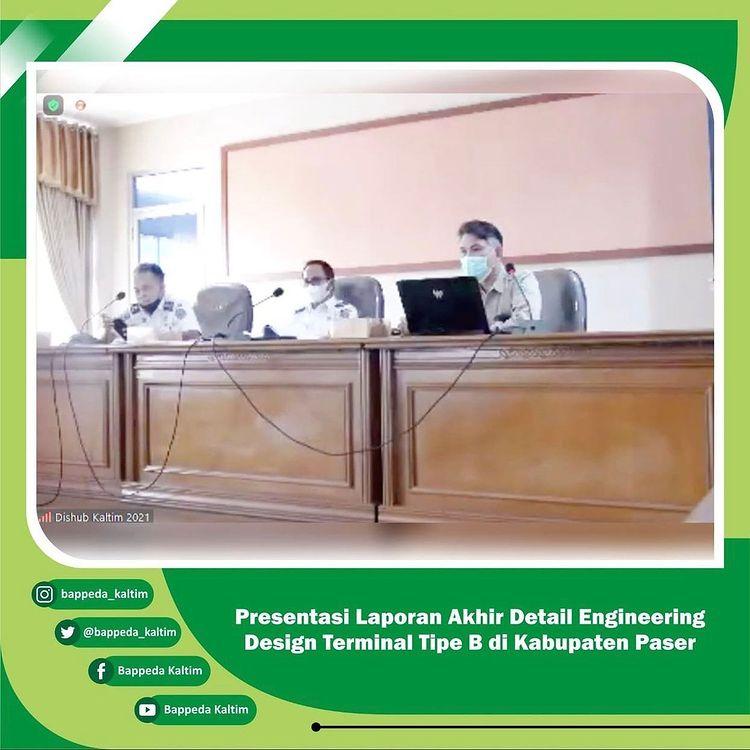 Dishub Kaltim 2021
bappeda_kaltim
@bappeda_kaltim
Bappeda Kaltim
Bappeda Kaltim
Presentasi Laporan Akhir Detail Engineering
Design Terminal Tipe B di Kabupaten Paser